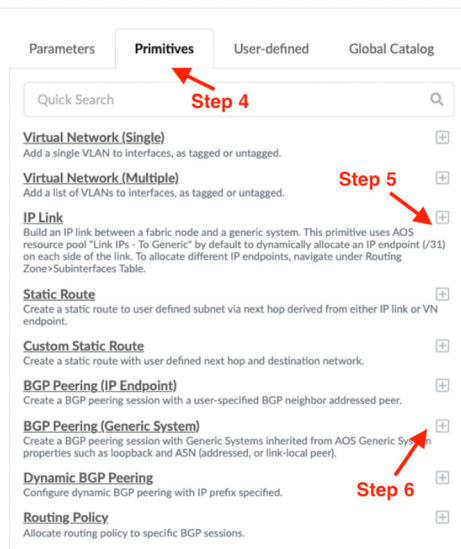 Parameters Primitives User-defined Global Catalog
Quick Search
Step 4
Virtual Network (Single)
Add a single VLAN to interfaces, as tagged or untagged.
Virtual Network (Multiple)
Add a list of VLANs to interfaces, as tagged or untagged.
Step 5
IP Link
Build an IP link between a fabric node and a generic system. This primitive uses AOS
resource pool "Link IPs - To Generic" by default to dynamically allocate an IP endpoint (/31)
on each side of the link. To allocate different IP endpoints, navigate under Routing
Zone>Subinterfaces Table.
Static Route
Create a static route to user defined subnet via next hop derived from either IP link or VN
endpoint.
Custom Static Route
Create a static route with user defined next hop and destination network.
BGP Peering (IP Endpoint)
Create a BGP peering session with a user-specified BGP neighbor addressed peer.
BGP Peering (Generic System)
Create a BGP peering session with Generic Systems inherited from AOS Generic System
properties such as loopback and ASN (addressed, or link-local peer).
Dynamic BGP Peering
Configure dynamic BGP peering with IP prefix specified.
Step 6
Routing Policy
Allocate routing policy to specific BGP sessions.